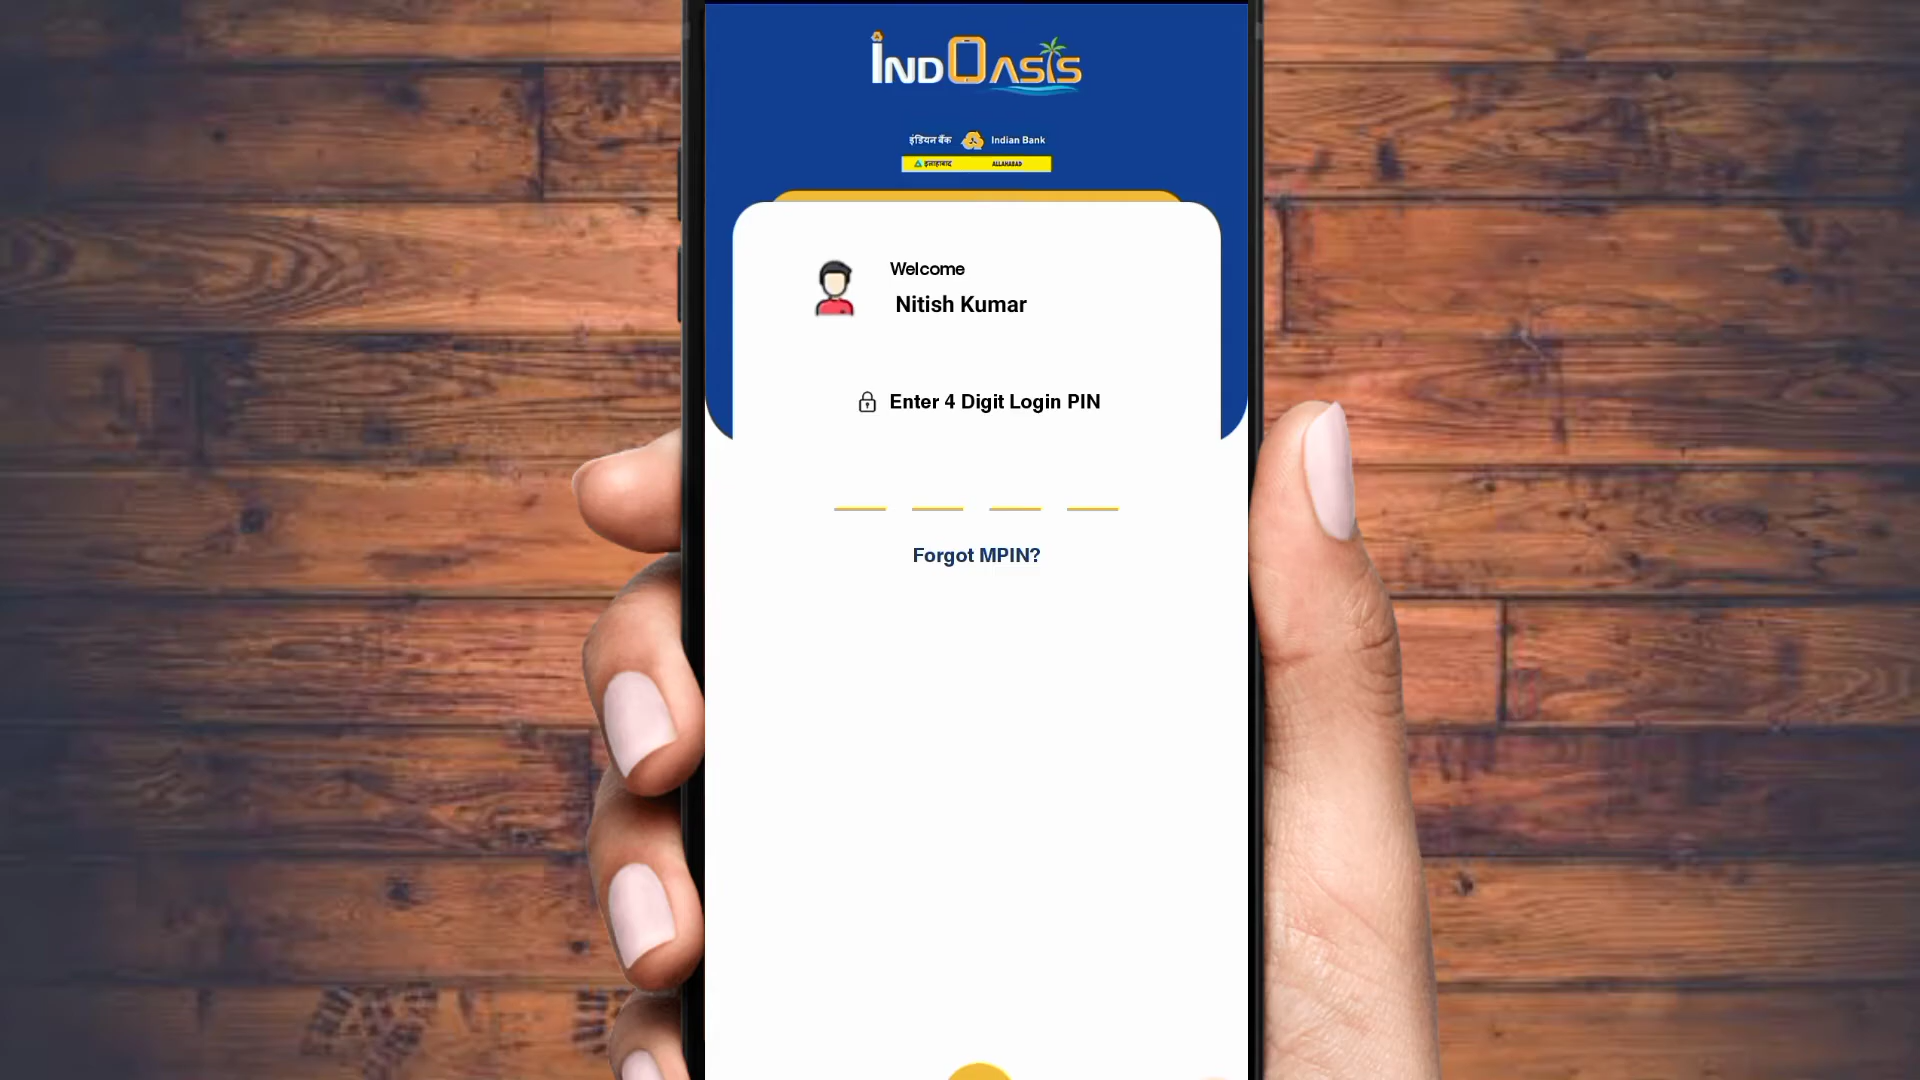 INDOASIS
इंडियन बैंक Indian Bank
इलाहाबाद ALLAHABAD
Welcome
Nitish Kumar
Enter 4 Digit Login PIN
Forgot MPIN?